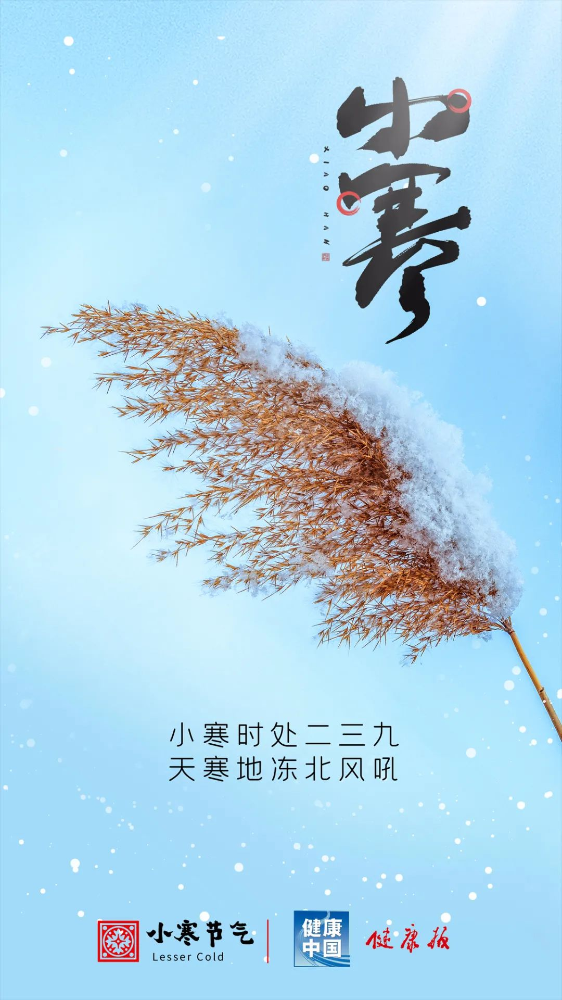 小寒
XIAO HAN
小寒时处二三九
天寒地冻北风吼
小寒节气
Lesser Cold
健康
中国
健康报